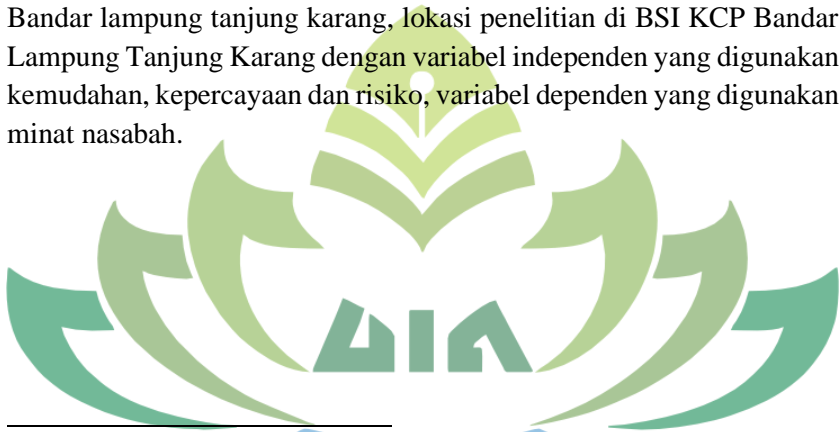 Bandar lampung tanjung karang, lokasi penelitian di BSI KCP Bandar
Lampung Tanjung Karang dengan variabel independen yang digunakan
kemudahan, kepercayaan dan risiko, variabel dependen yang digunakan
minat nasabah.
UIN